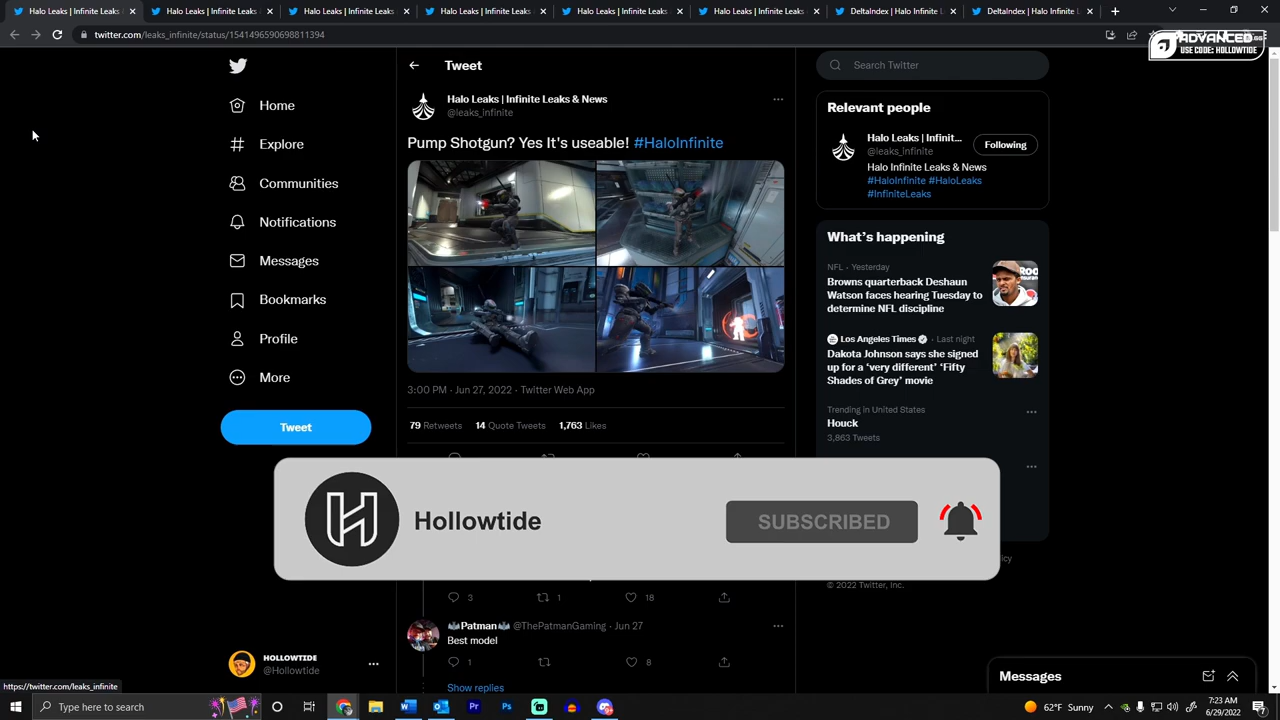 Halo Leaks | Infinite Leaks & N
Halo Leaks | Infinite Leaks & N
Halo Leaks | Infinite Leaks & N
Halo Leaks | Infinite Leaks & N
Halo Leaks | Infinite Leaks & N
Halo Leaks | Infinite Leaks & N
DeltaIndex | Halo Infinite L
DeltaIndex | Halo Infinite
twitter.com/leaks_infinite/status/1541496590698811394
ADVANCED.GG
USE CODE: HOLLOWTIDE
Home
Explore
Communities
Notifications
Messages
Bookmarks
Profile
More
Tweet
HOLLOWTIDE
@Hollowtide
https://twitter.com/leaks_infinite
Tweet
Halo Leaks | Infinite Leaks & News
@leaks_infinite
Pump Shotgun? Yes It's useable! #HaloInfinite
3:00 PM · Jun 27, 2022 · Twitter Web App
79 Retweets 14 Quote Tweets 1,763 Likes
Hollowtide
SUBSCRIBED
3 1 18
Patman @ThePatmanGaming · Jun 27
Best model
1 8
Show replies
Search Twitter
Relevant people
Halo Leaks | Infinit...
@leaks_infinite
Following
Halo Infinite Leaks & News
#HaloInfinite #HaloLeaks
#InfiniteLeaks
What's happening
NFL · Yesterday
Browns quarterback Deshaun
Watson faces hearing Tuesday to
determine NFL discipline
Los Angeles Times · Last night
Dakota Johnson says she signed
up for a 'very different' 'Fifty
Shades of Grey' movie
Trending in United States
Houck
3,863 Tweets
© 2022 Twitter, Inc.
Messages
Type here to search
62°F Sunny
7:23 AM
6/29/2022